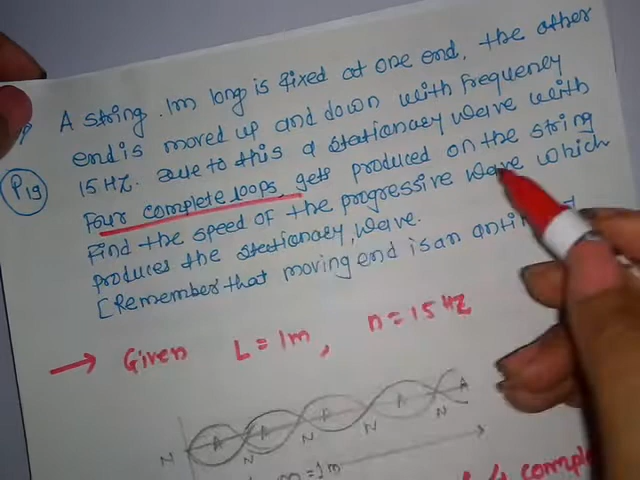 P19
A string 1m long is fixed at one end. the other
end is moved up and down with frequency
15 HZ. due to this a stationary wave with
four complete loops, gets produced on the string
Find the speed of the progressive wave which
produces the stationary wave.
[Remember that moving end is an
→ Given L = 1m, n = 15 HZ
N A N A N A N A N A
= 1m